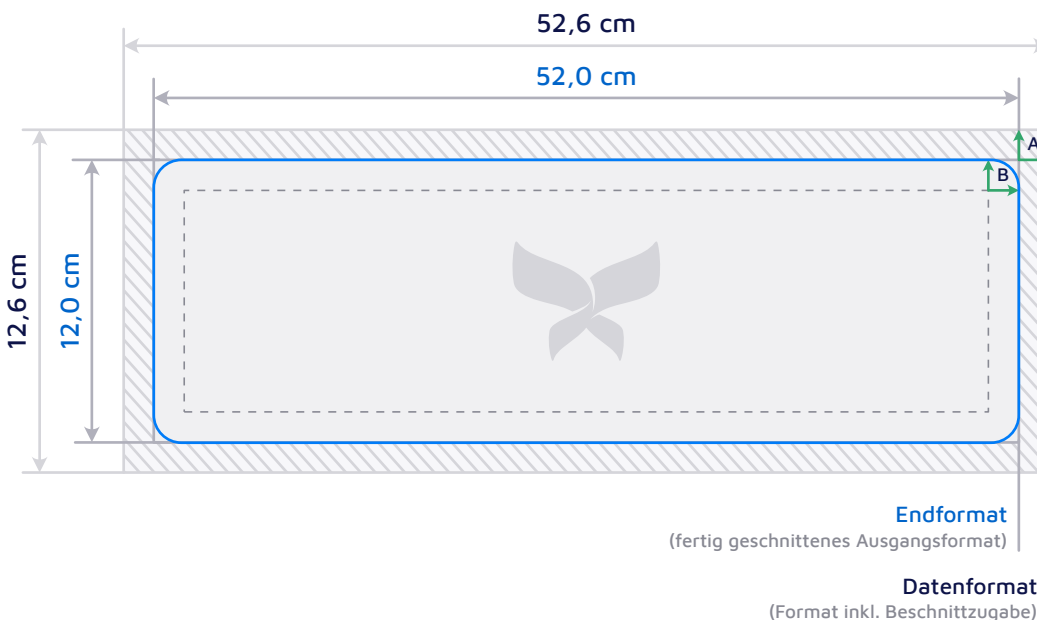 52,6 cm
52,0 cm
A
B
12,6 cm
12,0 cm
Endformat
(fertig geschnittenes Ausgangsformat)
Datenformat
(Format inkl. Beschnittzugabe)